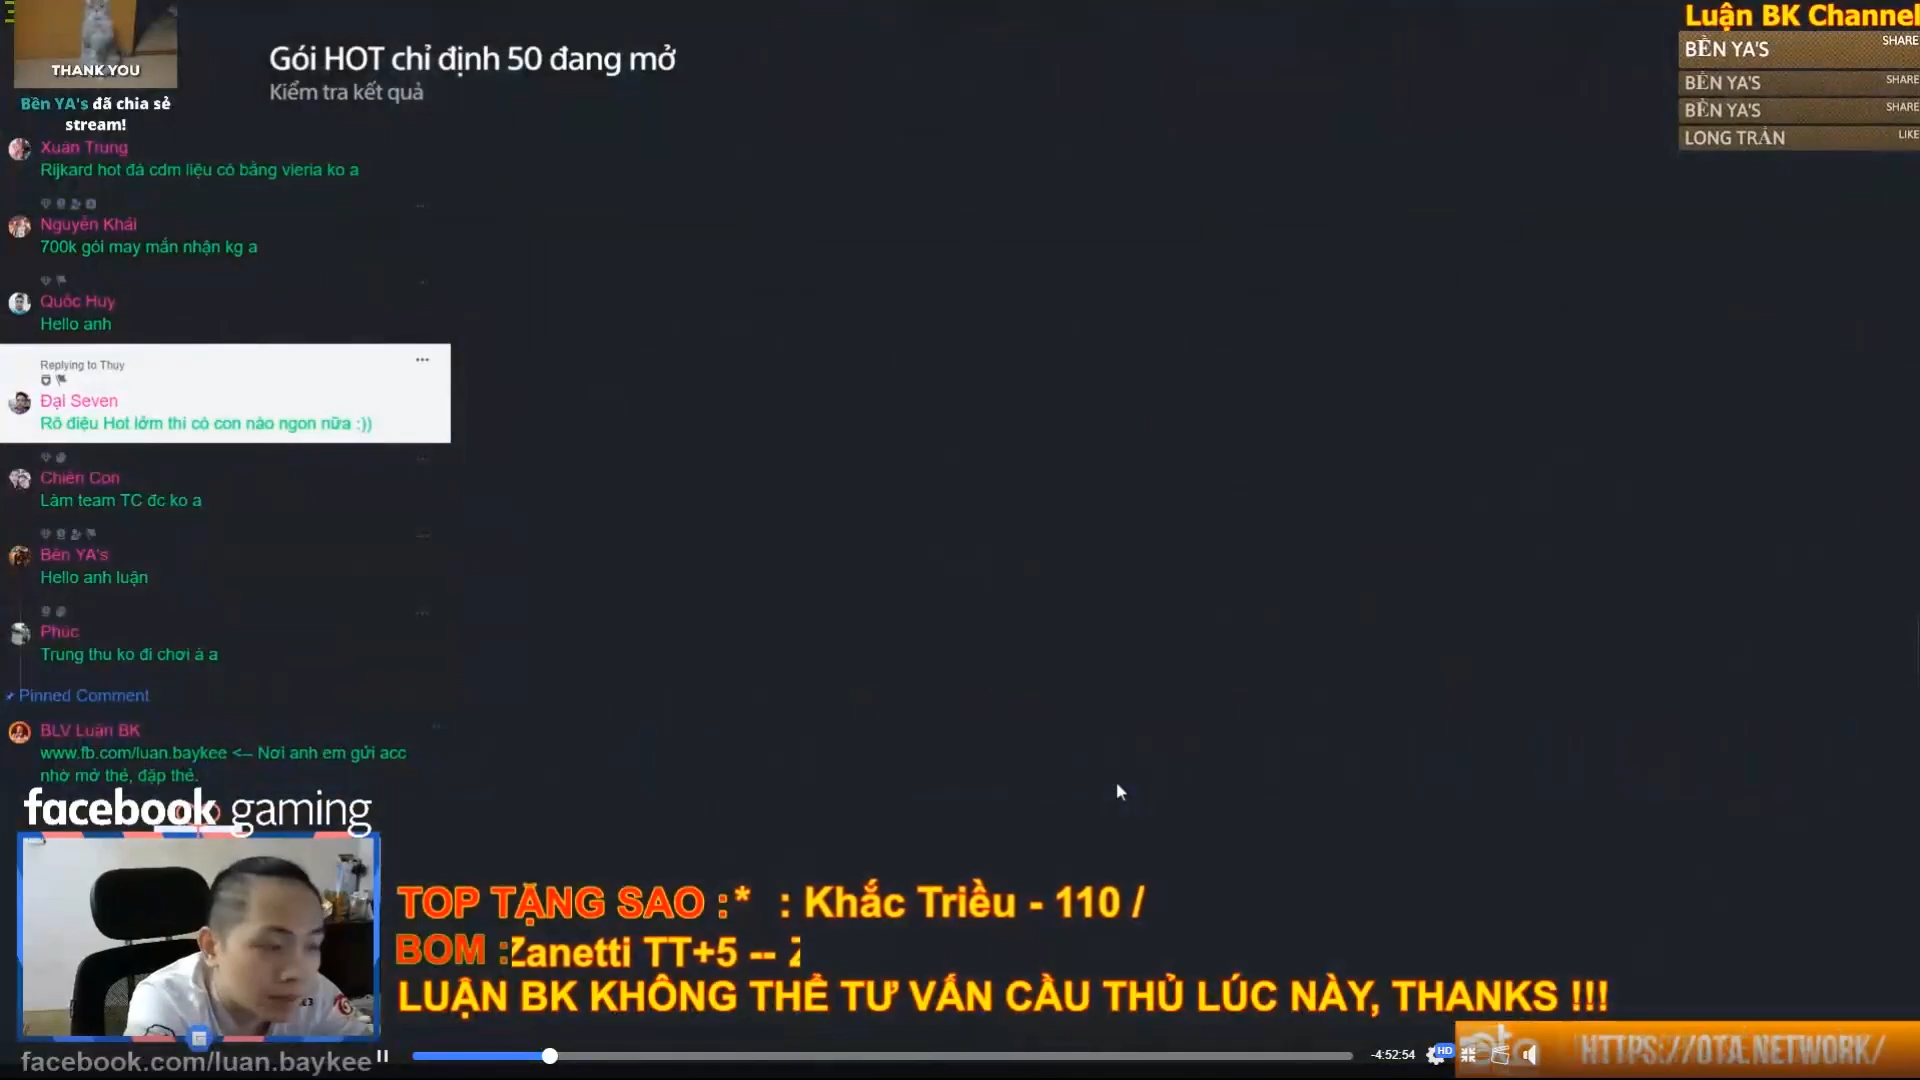 THANK YOU
Bền YA's đã chia sẻ
stream!
Gói HOT chỉ định 50 đang mở
Kiểm tra kết quả
Luận BK Channel
BỀN YA'S SHARE
BỀN YA'S SHARE
BỀN YA'S SHARE
LONG TRẦN LIKE
Xuân Trung
Rijkard hot đá cdm liệu có bằng vieria ko a
Nguyễn Khải
700k gói may mắn nhận kg a
Quốc Huy
Hello anh
Replying to Thuy
Đại Seven
Rô điệu Hot lởm thì có con nào ngon nữa :))
Chiến Con
Làm team TC đc ko a
Bền YA's
Hello anh luận
Phúc
Trung thu ko đi chơi à a
Pinned Comment
BLV Luân BK
www.fb.com/luan.baykee <-- Nơi anh em gửi acc
nhờ mở thẻ, đập thẻ.
facebook gaming
TOP TẶNG SAO :* : Khắc Triều - 110 /
BOM : Zanetti TT+5 --
LUẬN BK KHÔNG THỂ TƯ VẤN CẦU THỦ LÚC NÀY, THANKS !!!
facebook.com/luan.baykee
-4:52:54
HD
HTTPS://OTA.NETWORK/